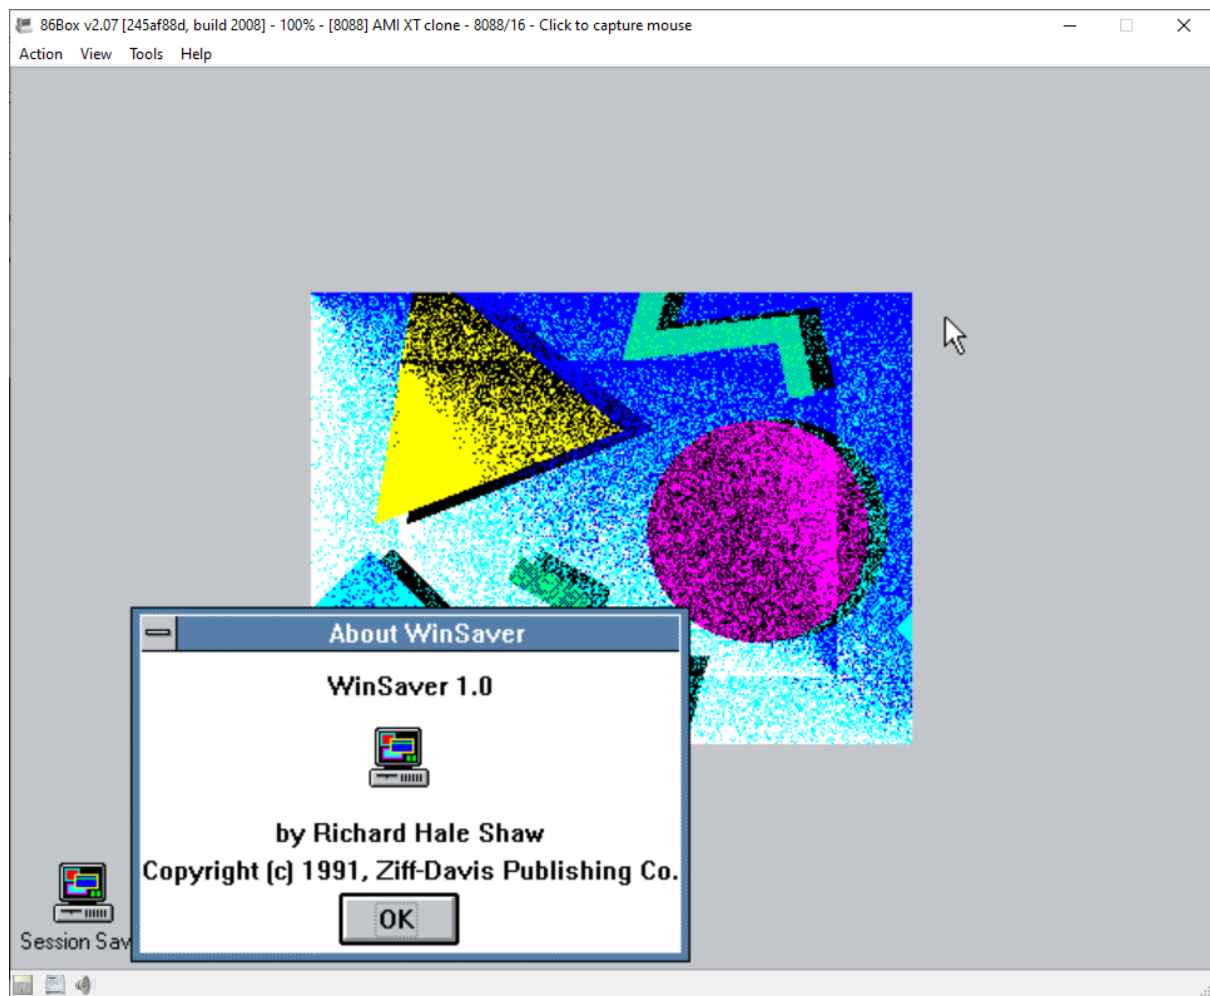 86Box v2.07 [245af88d, build 2008] - 100% - [8088] AMI XT clone - 8088/16 - Click to capture mouse
Action View Tools Help
About WinSaver
WinSaver 1.0
by Richard Hale Shaw
Copyright (c) 1991, Ziff-Davis Publishing Co.
OK
Session Sav